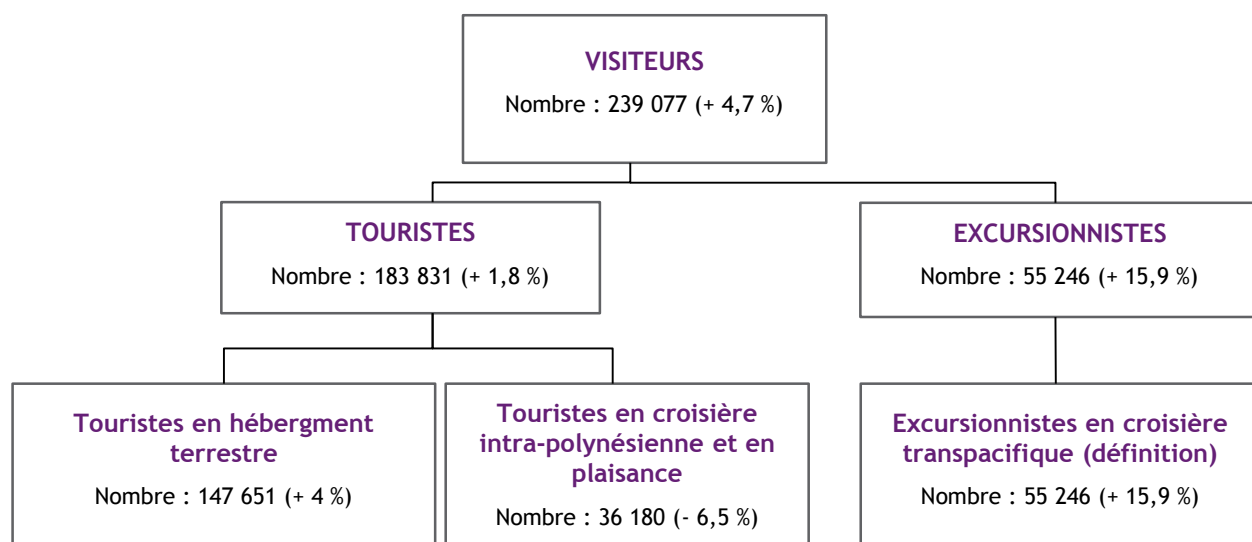 VISITEURS
Nombre : 239 077 (+ 4,7 %)
TOURISTES
Nombre : 183 831 (+ 1,8 %)
EXCURSIONNISTES
Nombre : 55 246 (+ 15,9 %)
Touristes en hébergment
terrestre
Nombre : 147 651 (+ 4 %)
Touristes en croisière
intra-polynésienne et en
plaisance
Nombre : 36 180 (- 6,5 %)
Excursionnistes en croisière
transpacifique (définition)
Nombre : 55 246 (+ 15,9 %)